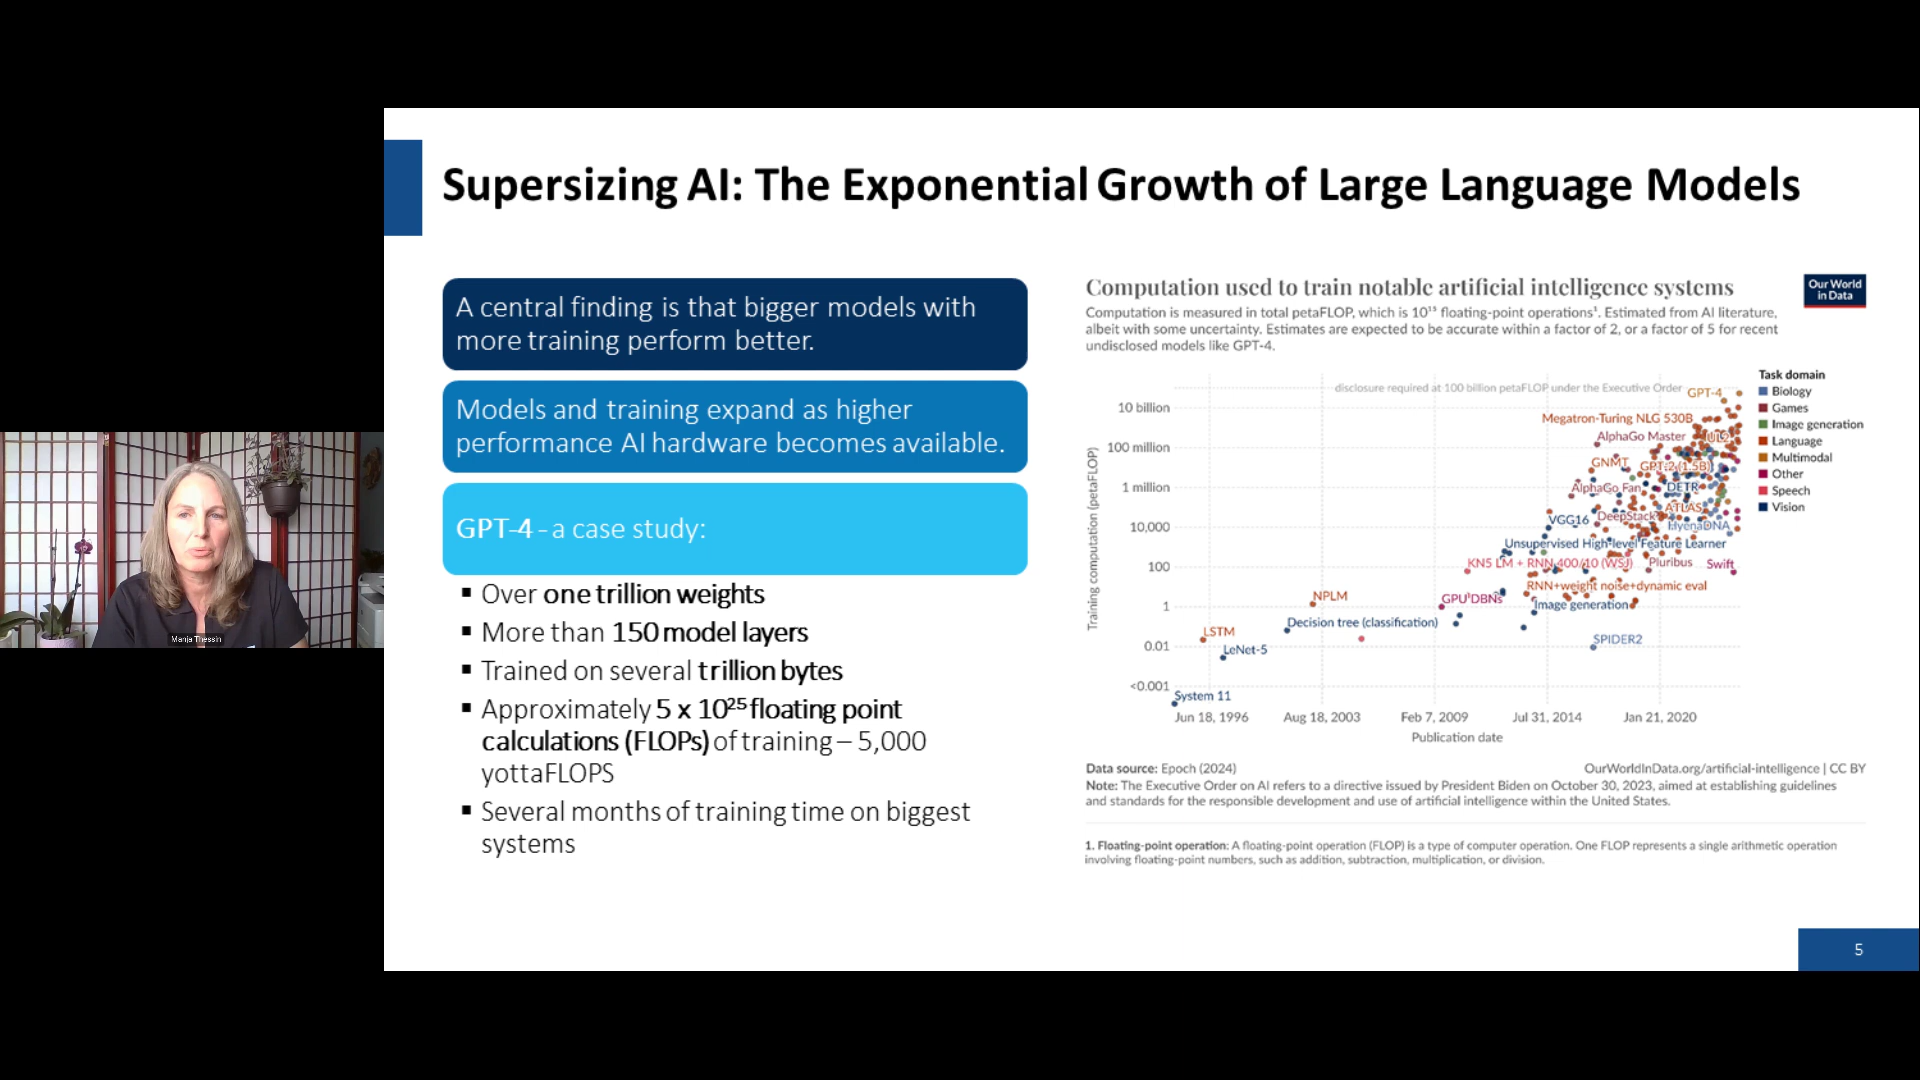 Supersizing AI: The Exponential Growth of Large Language Models
A central finding is that bigger models with
more training perform better.
Models and training expand as higher
performance AI hardware becomes available.
GPT-4 - a case study:
▪ Over one trillion weights
▪ More than 150 model layers
▪ Trained on several trillion bytes
▪ Approximately 5 x 10²⁵ floating point
calculations (FLOPs) of training – 5,000
yottaFLOPS
▪ Several months of training time on biggest
systems
Computation used to train notable artificial intelligence systems
Our World
in Data
Computation is measured in total petaFLOP, which is 10¹⁵ floating-point operations¹. Estimated from AI literature,
albeit with some uncertainty. Estimates are expected to be accurate within a factor of 2, or a factor of 5 for recent
undisclosed models like GPT-4.
Training computation (petaFLOP)
disclosure required at 100 billion petaFLOP under the Executive Order
10 billion
100 million
1 million
10,000
100
1
0.01
<0.001
GPT-4
Megatron-Turing NLG 530B
AlphaGo Master
UL2
GNMT
GPT-2 (1.5B)
AlphaGo Fan
DETR
ATLAS
VGG16
DeepStack
HyenaDNA
Unsupervised High-level Feature Learner
KN5 LM + RNN 400/10 (WSJ)
Pluribus
Swift
RNN+weight noise+dynamic eval
NPLM
GPU DBNs
Image generation
Decision tree (classification)
LSTM
SPIDER2
LeNet-5
System 11
Jun 18, 1996
Aug 18, 2003
Feb 7, 2009
Jul 31, 2014
Jan 21, 2020
Publication date
Task domain
Biology
Games
Image generation
Language
Multimodal
Other
Speech
Vision
Data source: Epoch (2024)
OurWorldInData.org/artificial-intelligence | CC BY
Note: The Executive Order on AI refers to a directive issued by President Biden on October 30, 2023, aimed at establishing guidelines
and standards for the responsible development and use of artificial intelligence within the United States.
1. Floating-point operation: A floating-point operation (FLOP) is a type of computer operation. One FLOP represents a single arithmetic operation
involving floating-point numbers, such as addition, subtraction, multiplication, or division.
5
Manja Thessin